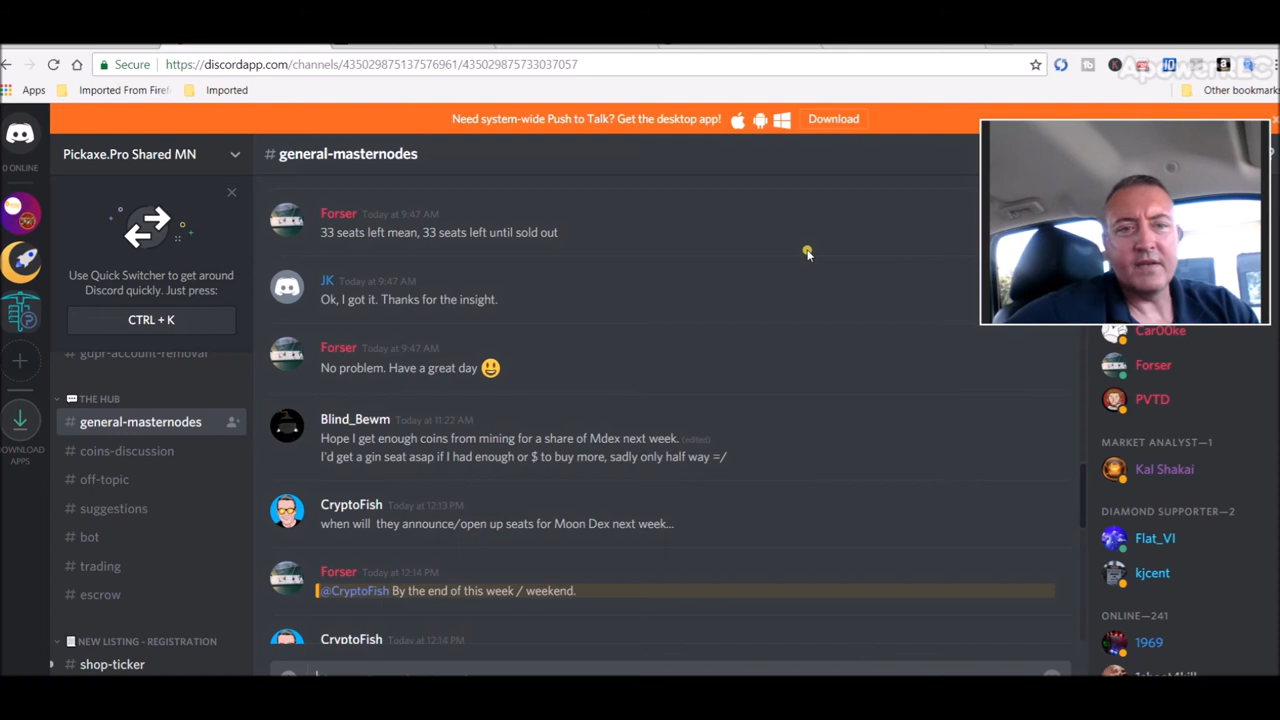 ApowerREC
Secure
https://discordapp.com/channels/435029875137576961/435029875733037057
Apps
Imported From Firef
Imported
Other bookmark
Need system-wide Push to Talk? Get the desktop app!
Download
0 ONLINE
Pickaxe.Pro Shared MN
# general-masternodes
Use Quick Switcher to get around
Discord quickly. Just press:
CTRL + K
gdpr-account-removal
THE HUB
# general-masternodes
# coins-discussion
# off-topic
# suggestions
# bot
# trading
# escrow
NEW LISTING - REGISTRATION
# shop-ticker
DOWNLOAD
APPS
Forser Today at 9:47 AM
33 seats left mean, 33 seats left until sold out
JK Today at 9:47 AM
Ok, I got it. Thanks for the insight.
Forser Today at 9:47 AM
No problem. Have a great day 😃
Blind_Bewm Today at 11:22 AM
Hope I get enough coins from mining for a share of Mdex next week. (edited)
I'd get a gin seat asap if I had enough or $ to buy more, sadly only half way =/
CryptoFish Today at 12:13 PM
when will they announce/open up seats for Moon Dex next week...
Forser Today at 12:14 PM
@CryptoFish By the end of this week / weekend.
CryptoFish Today at 12:14 PM
Car00ke
Forser
PVTD
MARKET ANALYST—1
Kal Shakai
DIAMOND SUPPORTER—2
Flat_VI
kjcent
ONLINE—241
1969